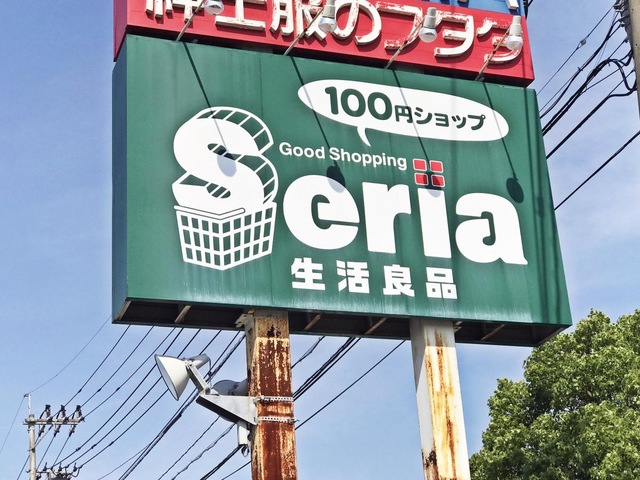 紳士服のフタタ
100円ショップ
Good Shopping
Seria
生活良品